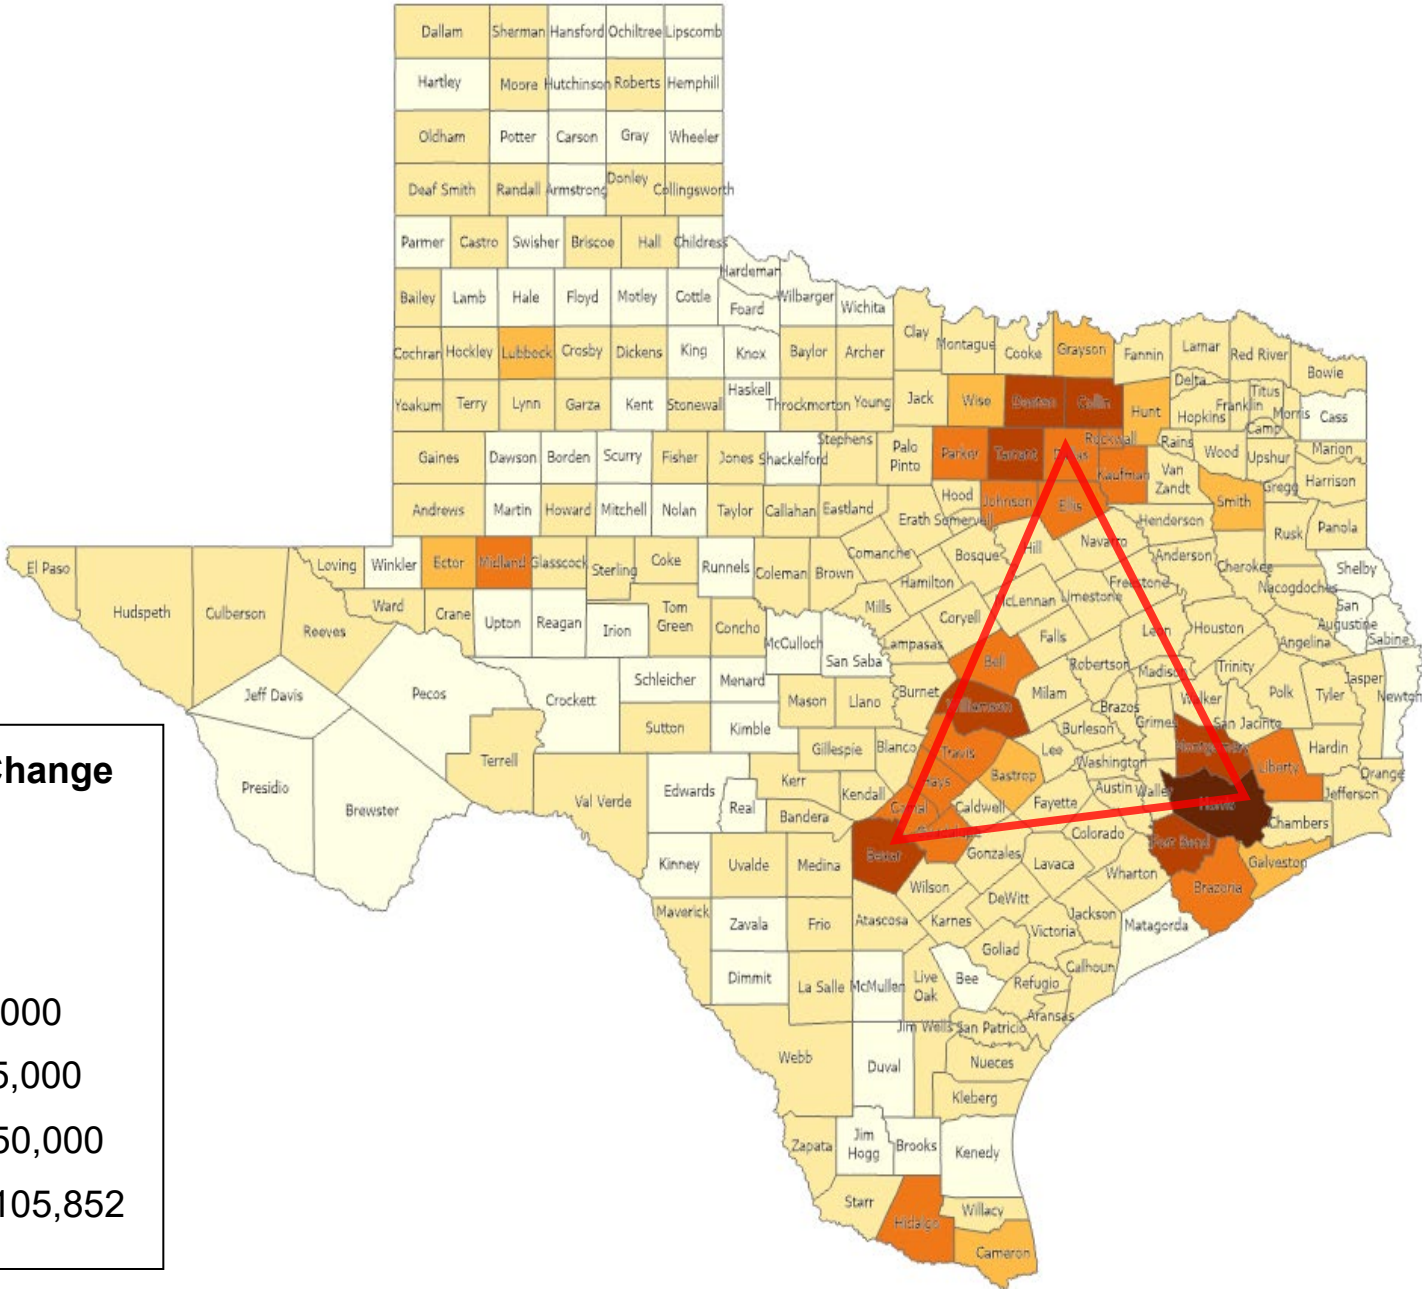 Dallam Sherman Hansford Ochiltree Lipscomb
Hartley Moore Hutchinson Roberts Hemphill
Oldham Potter Carson Gray Wheeler
Deaf Smith Randall Armstrong Donley Collingsworth
Parmer Castro Swisher Briscoe Hall Childress
Hardeman
Bailey Lamb Hale Floyd Motley Cottle Foard Wilbarger Wichita
Clay Montague Cooke Grayson Fannin Lamar Red River Bowie
Cochran Hockley Lubbock Crosby Dickens King Knox Baylor Archer
Delta Titus
Yoakum Terry Lynn Garza Kent Stonewall Haskell Throckmorton Young Jack Wise Denton Collin Hunt Hopkins Franklin Morris Cass
Camp
Gaines Dawson Borden Scurry Fisher Jones Shackelford Stephens Palo Pinto Parker Tarrant Dallas Rockwall Kaufman Rains Van Zandt Wood Upshur Marion
Gregg Harrison
Andrews Martin Howard Mitchell Nolan Taylor Callahan Eastland Erath Hood Somervell Johnson Ellis Henderson Smith Rusk Panola
El Paso Hudspeth Culberson Reeves Loving Winkler Ector Midland Glasscock Sterling Coke Runnels Coleman Brown Comanche Hamilton Bosque Hill Navarro Freestone Anderson Cherokee Nacogdoches Shelby
Ward Crane Upton Reagan Irion Tom Green Concho McCulloch San Saba Mills Lampasas Coryell McLennan Limestone Falls Leon Houston Angelina San Augustine Sabine
Jeff Davis Pecos Crockett Schleicher Menard Mason Llano Burnet Bell Williamson Milam Robertson Madison Brazos Grimes Walker Trinity San Jacinto Polk Tyler Jasper Newton
Sutton Kimble Gillespie Blanco Travis Lee Burleson Washington Montgomery Liberty Hardin Orange
Presidio Brewster Terrell Val Verde Edwards Real Kerr Bandera Kendall Hays Comal Caldwell Bastrop Fayette Austin Waller Harris Chambers Jefferson
Kinney Uvalde Medina Bexar Guadalupe Gonzales Lavaca Colorado Wharton Fort Bend Brazoria Galveston
Maverick Zavala Frio Atascosa Wilson Karnes DeWitt Victoria Jackson Matagorda
Dimmit La Salle McMullen Live Oak Bee Goliad Refugio Calhoun Aransas
Webb Duval Jim Wells San Patricio Nueces Kleberg
Zapata Jim Hogg Brooks Kenedy
Starr Hidalgo Willacy Cameron
Change
000
5,000
50,000
105,852